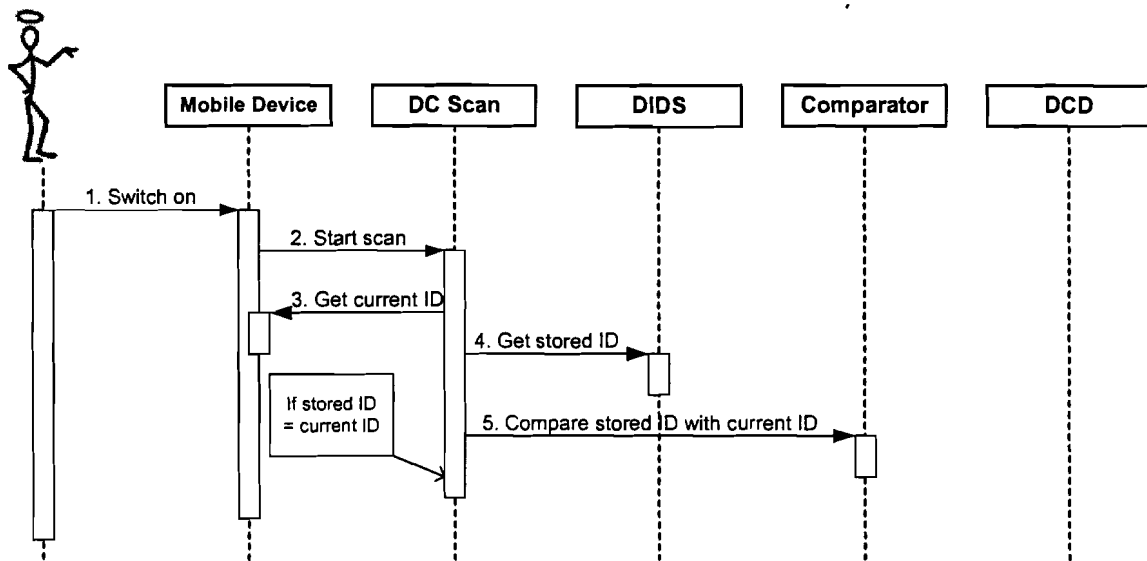 Mobile Device
DC Scan
DIDS
Comparator
DCD
1. Switch on
2. Start scan
3. Get current ID
4. Get stored ID
If stored ID
= current ID
5. Compare stored ID with current ID